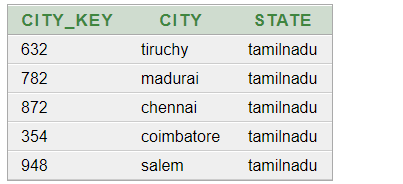 CITY_KEY CITY STATE
632 tiruchy tamilnadu
782 madurai tamilnadu
872 chennai tamilnadu
354 coimbatore tamilnadu
948 salem tamilnadu